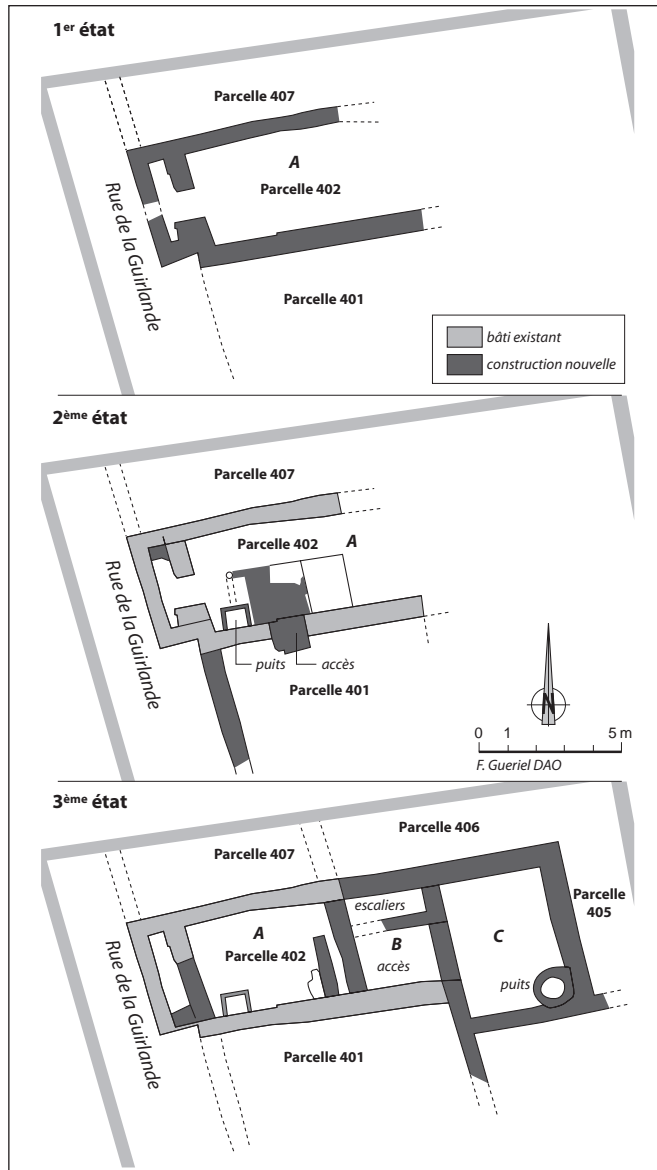 1er état
Parcelle 407
A
Parcelle 402
Rue de la Guirlande
Parcelle 401
bâti existant
construction nouvelle
2ème état
Parcelle 407
Parcelle 402
A
Rue de la Guirlande
puits
accès
Parcelle 401
N
0 1 5 m
F. Gueriel DAO
3ème état
Parcelle 406
Parcelle 407
Parcelle
405
escaliers
A
Parcelle 402
B
C
accès
puits
Rue de la Guirlande
Parcelle 401